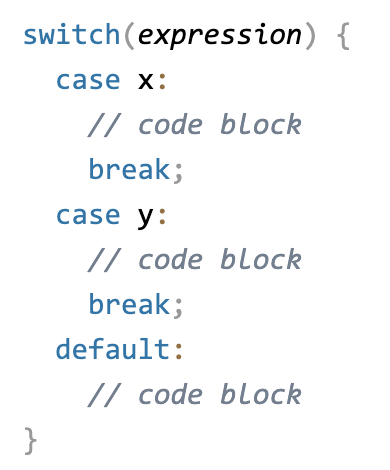 switch(expression) {
  case x:
    // code block
    break;
  case y:
    // code block
    break;
  default:
    // code block
}